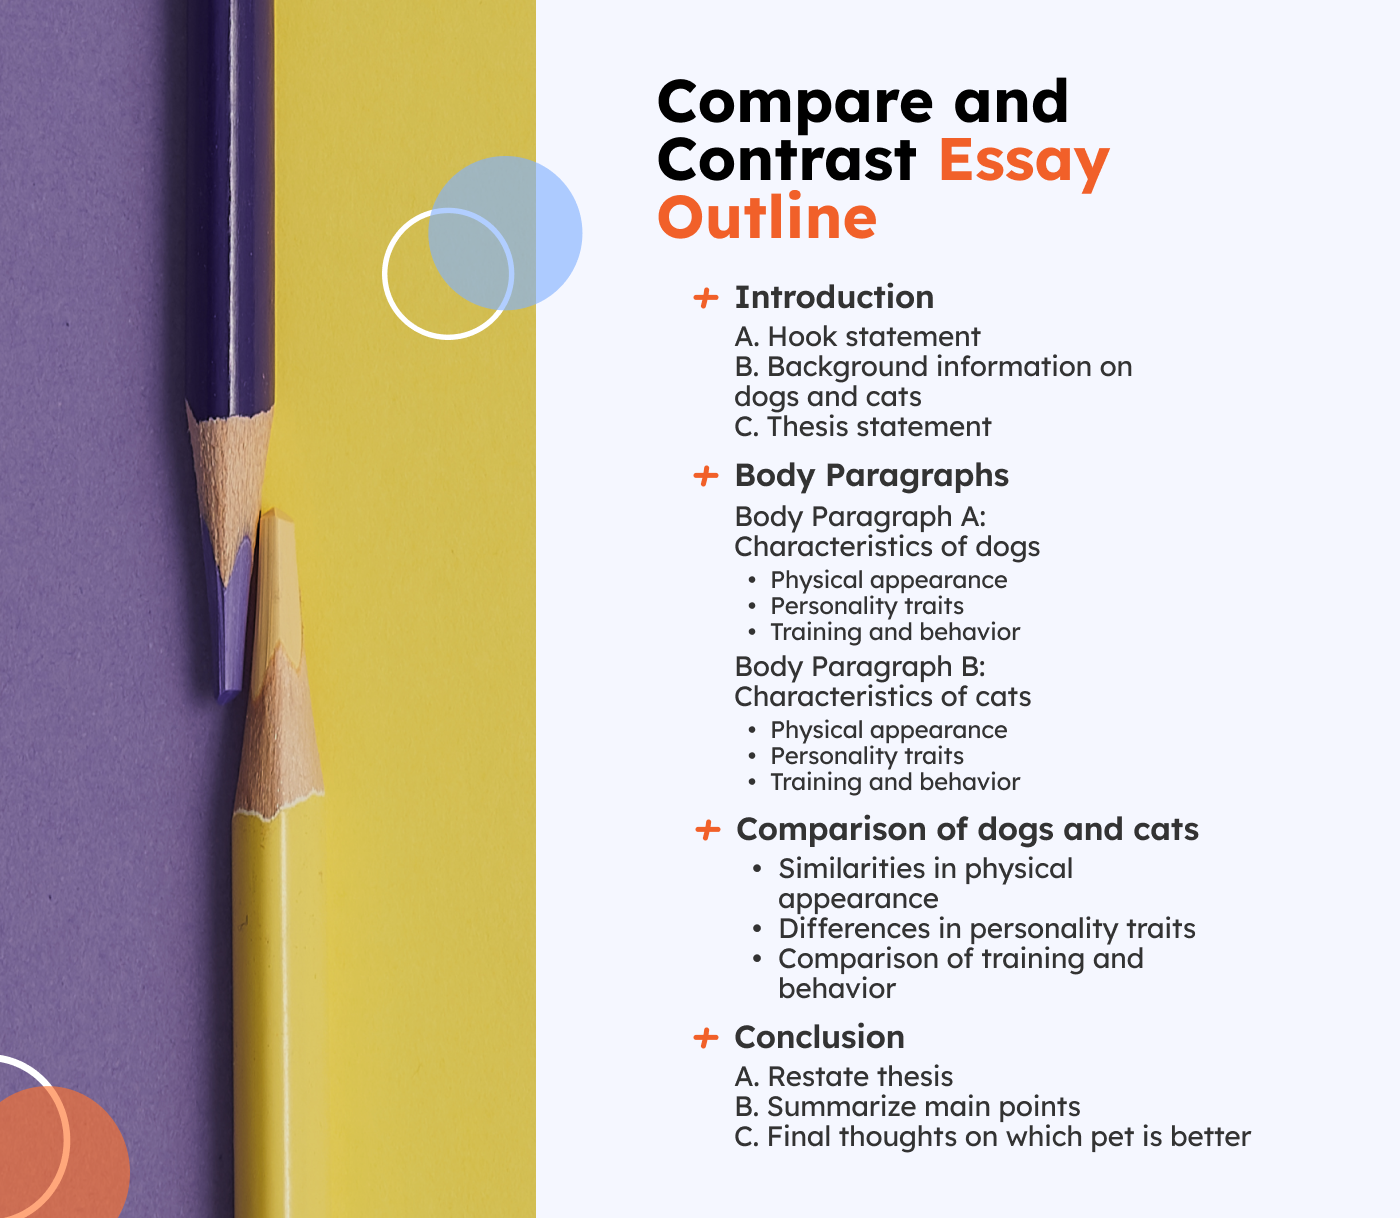 Compare and
Contrast Essay
Outline
Introduction
A. Hook statement
B. Background information on
dogs and cats
C. Thesis statement
Body Paragraphs
Body Paragraph A:
Characteristics of dogs
• Physical appearance
• Personality traits
• Training and behavior
Body Paragraph B:
Characteristics of cats
• Physical appearance
• Personality traits
• Training and behavior
Comparison of dogs and cats
• Similarities in physical
appearance
• Differences in personality traits
• Comparison of training and
behavior
Conclusion
A. Restate thesis
B. Summarize main points
C. Final thoughts on which pet is better